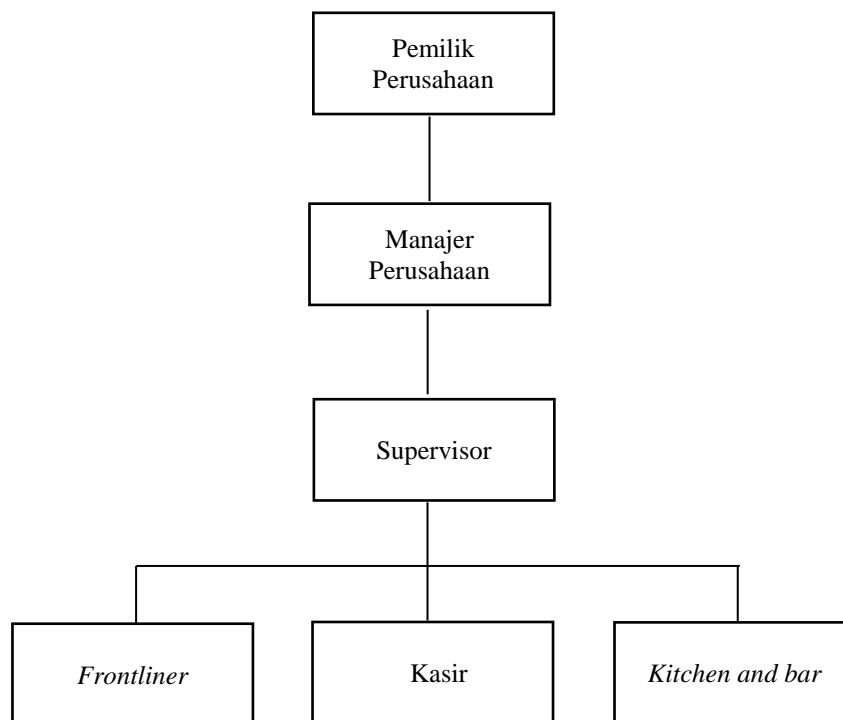 Pemilik
Perusahaan
Manajer
Perusahaan
Supervisor
Frontliner
Kasir
Kitchen and bar